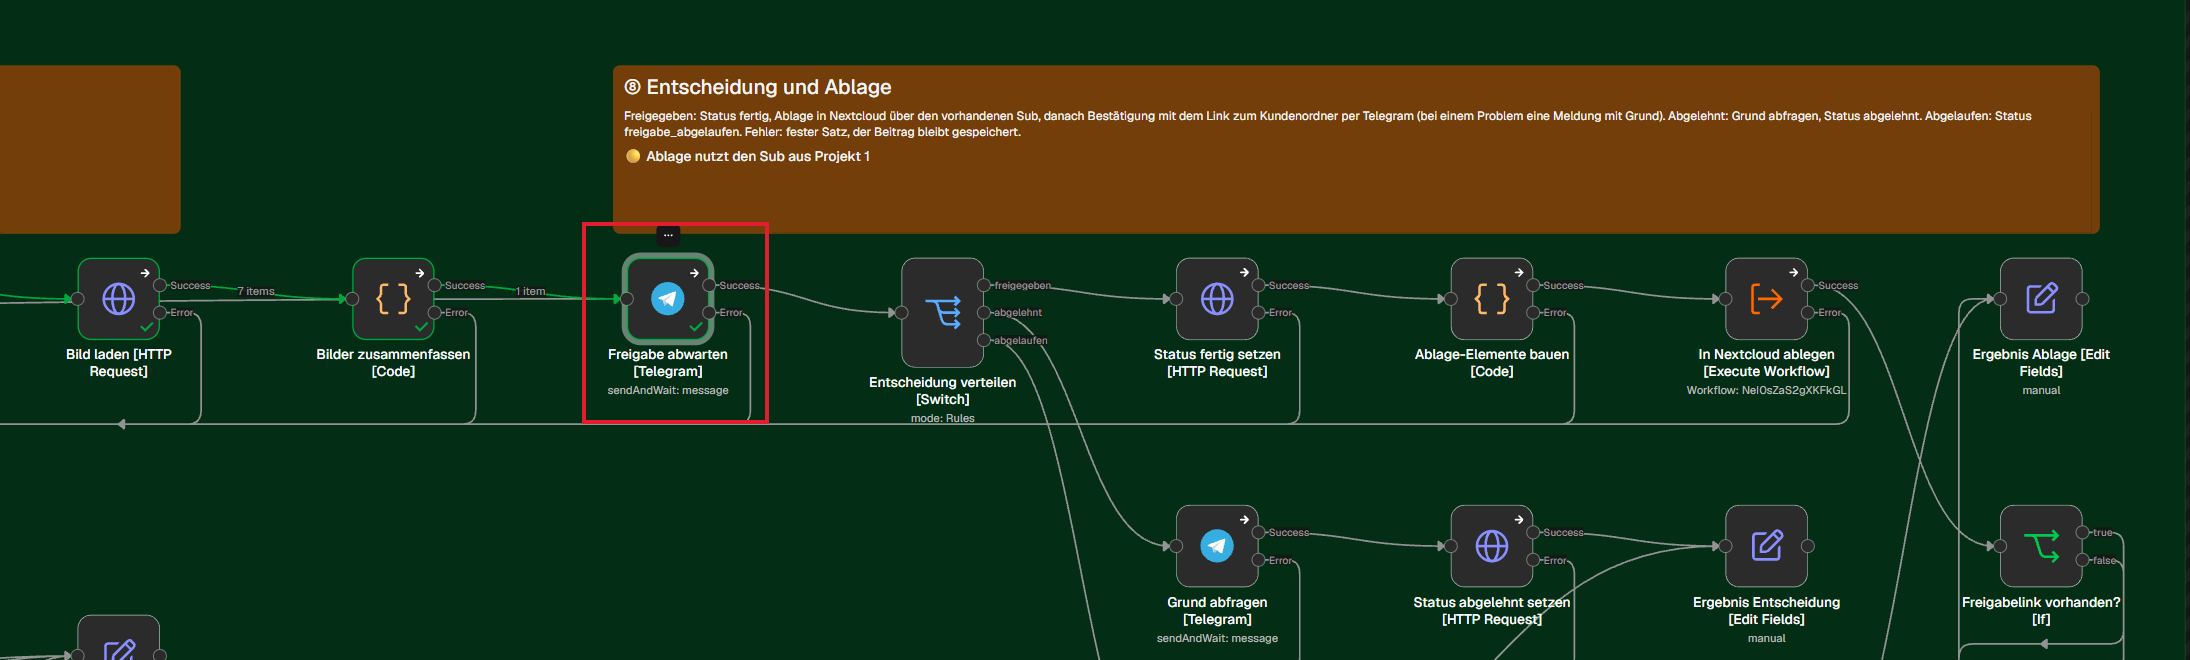 ⑧ Entscheidung und Ablage
Freigegeben: Status fertig, Ablage in Nextcloud über den vorhandenen Sub, danach Bestätigung mit dem Link zum Kundenordner per Telegram (bei einem Problem eine Meldung mit Grund). Abgelehnt: Grund abfragen, Status abgelehnt. Abgelaufen: Status
freigabe_abgelaufen. Fehler: fester Satz, der Beitrag bleibt gespeichert.
Ablage nutzt den Sub aus Projekt 1
...
Success
7 items
Error
Bild laden [HTTP
Request]
Success
1 item
Error
Bilder zusammenfassen
[Code]
Success
Error
Freigabe abwarten
[Telegram]
sendAndWait: message
freigegeben
abgelehnt
abgelaufen
Entscheidung verteilen
[Switch]
mode: Rules
Success
Error
Status fertig setzen
[HTTP Request]
Success
Error
Ablage-Elemente bauen
[Code]
Success
Error
In Nextcloud ablegen
[Execute Workflow]
Workflow: NeI0sZaS2gXKFkGL
Ergebnis Ablage [Edit
Fields]
manual
Success
Error
Grund abfragen
[Telegram]
sendAndWait: message
Success
Error
Status abgelehnt setzen
[HTTP Request]
Ergebnis Entscheidung
[Edit Fields]
manual
true
false
Freigabelink vorhanden?
[If]